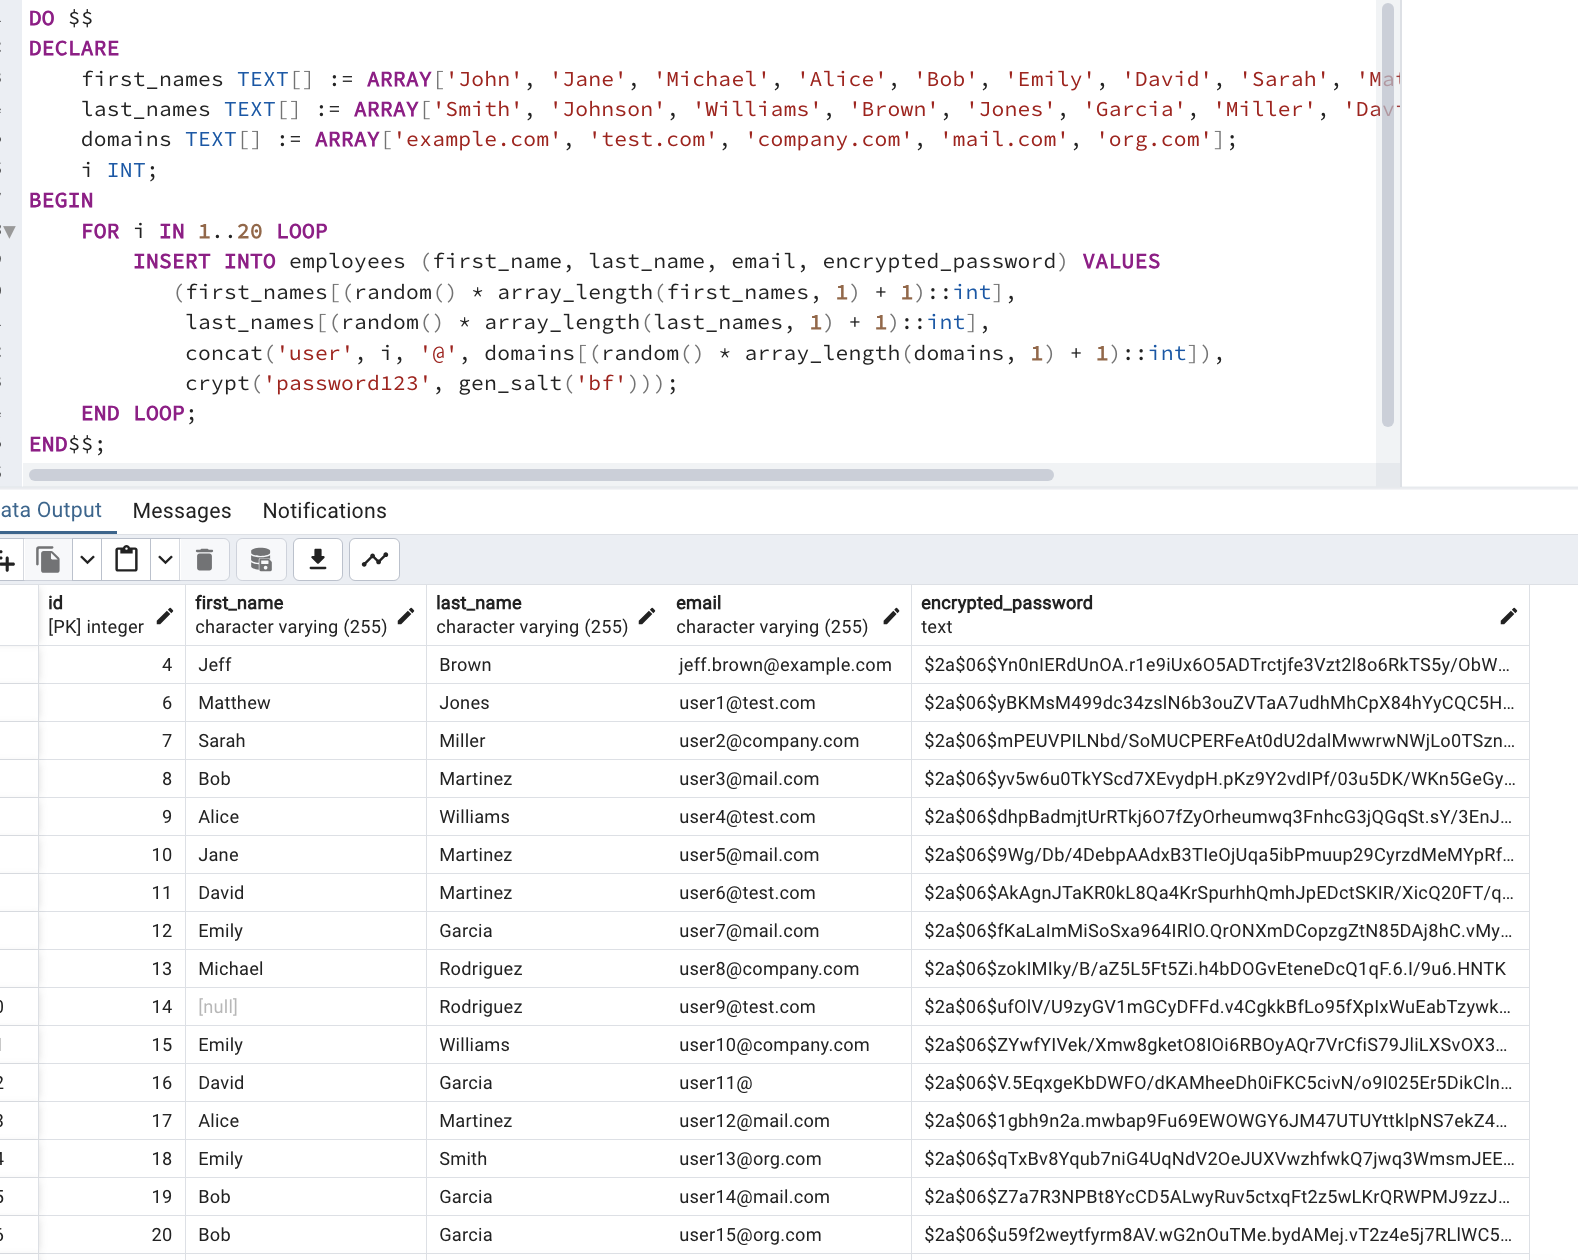 DO $$
DECLARE
first_names TEXT[] := ARRAY['John', 'Jane', 'Michael', 'Alice', 'Bob', 'Emily', 'David', 'Sarah', 'Mat
last_names TEXT[] := ARRAY['Smith', 'Johnson', 'Williams', 'Brown', 'Jones', 'Garcia', 'Miller', 'Dav
domains TEXT[] := ARRAY['example.com', 'test.com', 'company.com', 'mail.com', 'org.com'];
i INT;
BEGIN
FOR i IN 1..20 LOOP
INSERT INTO employees (first_name, last_name, email, encrypted_password) VALUES
(first_names[(random() * array_length(first_names, 1) + 1)::int],
last_names[(random() * array_length(last_names, 1) + 1)::int],
concat('user', i, '@', domains[(random() * array_length(domains, 1) + 1)::int]),
crypt('password123', gen_salt('bf')));
END LOOP;
END$$;
ata Output Messages Notifications
id first_name last_name email encrypted_password
[PK] integer character varying (255) character varying (255) character varying (255) text
4 Jeff Brown jeff.brown@example.com $2a$06$Yn0nIERdUnOA.r1e9iUx6O5ADTrctjfe3Vzt2l8o6RkTS5y/ObW...
6 Matthew Jones user1@test.com $2a$06$yBKMsM499dc34zslN6b3ouZVTaA7udhMhCpX84hYyCQC5H...
7 Sarah Miller user2@company.com $2a$06$mPEUVPILNbd/SoMUCPERFeAt0dU2dalMwwrwNWjLo0TSzn...
8 Bob Martinez user3@mail.com $2a$06$yv5w6u0TkYScd7XEvydpH.pKz9Y2vdIPf/03u5DK/WKn5GeGy...
9 Alice Williams user4@test.com $2a$06$dhpBadmjtUrRTkj6O7fZyOrheumwq3FnhcG3jQGqSt.sY/3EnJ...
10 Jane Martinez user5@mail.com $2a$06$9Wg/Db/4DebpAAdxB3TIeOjUqa5ibPmuup29CyrzdMeMYpRf...
11 David Martinez user6@test.com $2a$06$AkAgnJTaKR0kL8Qa4KrSpurhhQmhJpEDctSKIR/XicQ20FT/q...
12 Emily Garcia user7@mail.com $2a$06$fKaLaImMiSoSxa964IRlO.QrONXmDCopzgZtN85DAj8hC.vMy...
13 Michael Rodriguez user8@company.com $2a$06$zokIMIky/B/aZ5L5Ft5Zi.h4bDOGvEteneDcQ1qF.6.I/9u6.HNTK
14 [null] Rodriguez user9@test.com $2a$06$ufOlV/U9zyGV1mGCyDFFd.v4CgkkBfLo95fXpIxWuEabTzywk...
15 Emily Williams user10@company.com $2a$06$ZYwfYIVek/Xmw8gketO8IOi6RBOyAQr7VrCfiS79JliLXSvOX3...
16 David Garcia user11@ $2a$06$V.5EqxgeKbDWFO/dKAMheeDh0iFKC5civN/o9I025Er5DikCln...
17 Alice Martinez user12@mail.com $2a$06$1gbh9n2a.mwbap9Fu69EWOWGY6JM47UTUYttklpNS7ekZ4...
18 Emily Smith user13@org.com $2a$06$qTxBv8Yqub7niG4UqNdV2OeJUXVwzhfwkQ7jwq3WmsmJEE...
19 Bob Garcia user14@mail.com $2a$06$Z7a7R3NPBt8YcCD5ALwyRuv5ctxqFt2z5wLKrQRWPMJ9zzJ...
20 Bob Garcia user15@org.com $2a$06$u59f2weytfyrm8AV.wG2nOuTMe.bydAMej.vT2z4e5j7RLlWC5...